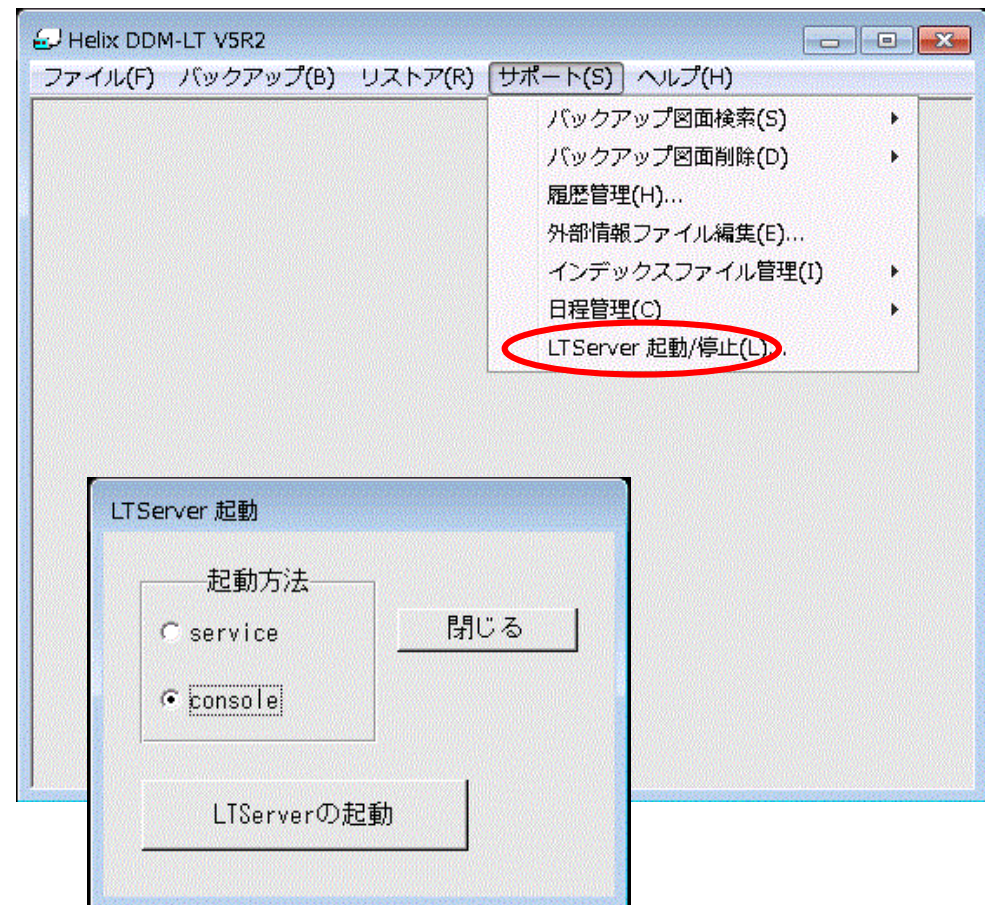 Helix DDM-LT V5R2
ファイル(F) バックアップ(B) リストア(R) サポート(S) ヘルプ(H)
バックアップ図面検索(S)
バックアップ図面削除(D)
履歴管理(H)...
外部情報ファイル編集(E)...
インデックスファイル管理(I)
日程管理(C)
LTServer 起動/停止(L)...
LTServer 起動
起動方法
service
閉じる
console
LTServerの起動